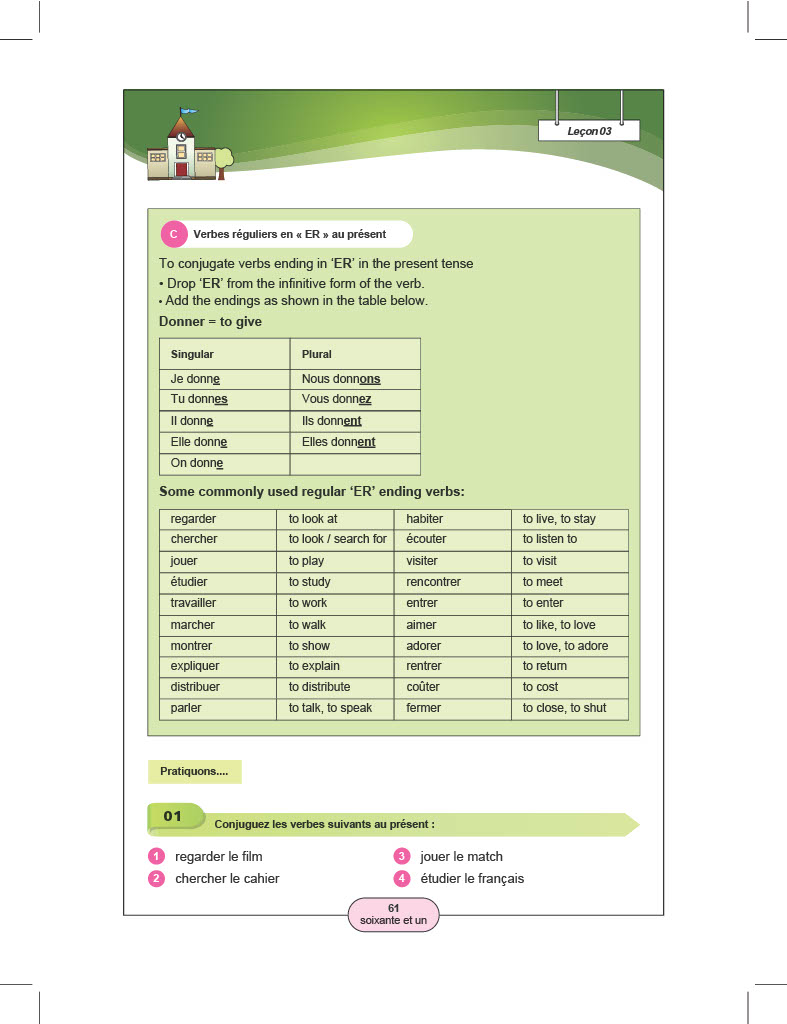 Leçon 03
C Verbes réguliers en « ER » au présent
To conjugate verbs ending in ‘ER’ in the present tense
• Drop ‘ER’ from the infinitive form of the verb.
• Add the endings as shown in the table below.
Donner = to give
Singular Plural
Je donne Nous donnons
Tu donnes Vous donnez
Il donne Ils donnent
Elle donne Elles donnent
On donne
Some commonly used regular ‘ER’ ending verbs:
regarder to look at habiter to live, to stay
chercher to look / search for écouter to listen to
jouer to play visiter to visit
étudier to study rencontrer to meet
travailler to work entrer to enter
marcher to walk aimer to like, to love
montrer to show adorer to love, to adore
expliquer to explain rentrer to return
distribuer to distribute coûter to cost
parler to talk, to speak fermer to close, to shut
Pratiquons....
01 Conjuguez les verbes suivants au présent :
1 regarder le film 3 jouer le match
2 chercher le cahier 4 étudier le français
61
soixante et un